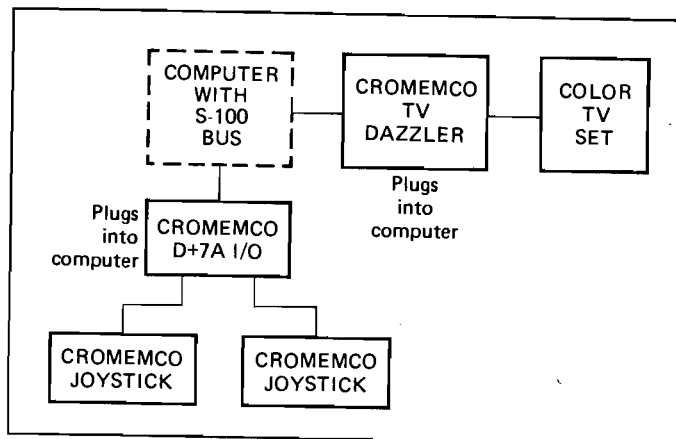 COMPUTER
WITH
S-100
BUS
CROMEMCO
TV
DAZZLER
COLOR
TV
SET
Plugs
into
computer
Plugs
into
computer
CROMEMCO
D+7A I/O
CROMEMCO
JOYSTICK
CROMEMCO
JOYSTICK